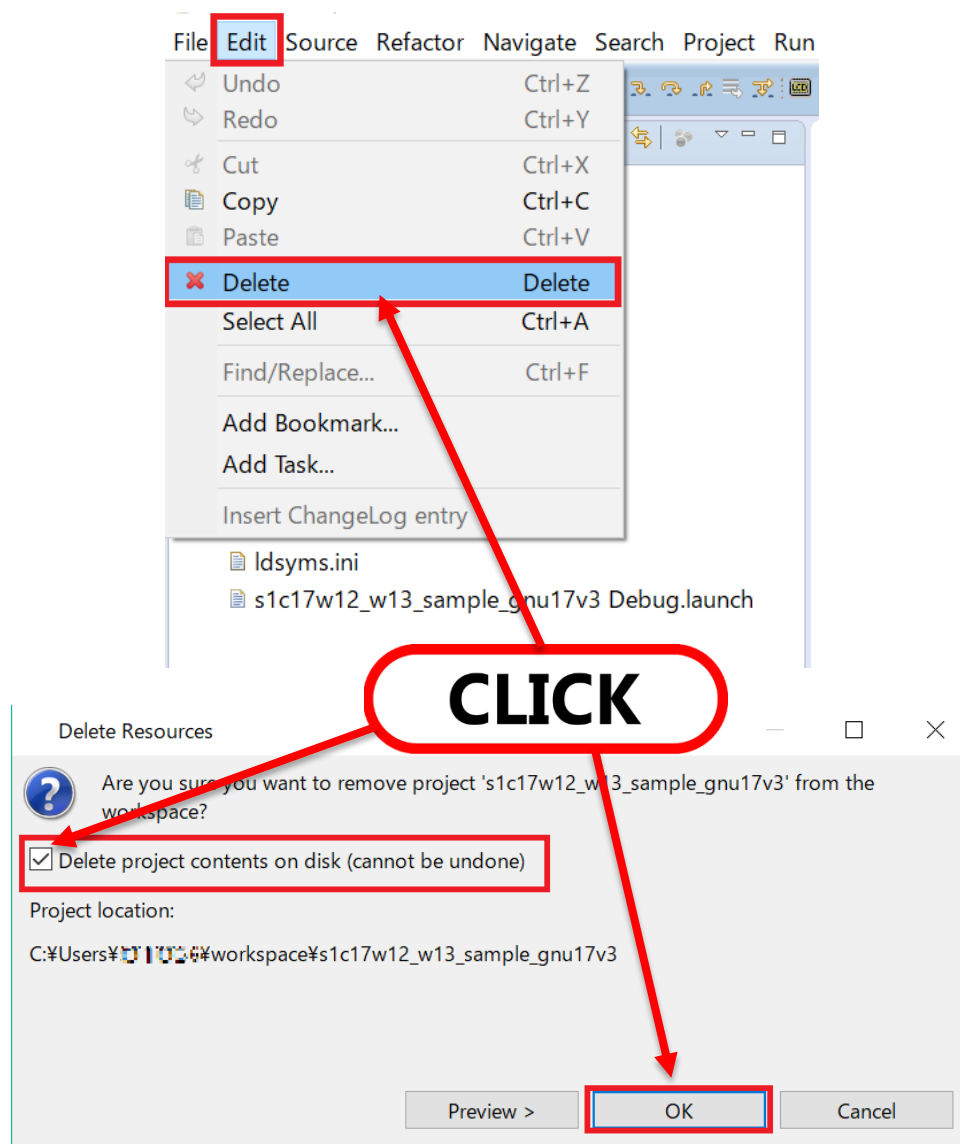 File Edit Source Refactor Navigate Search Project Run
Undo Ctrl+Z
Redo Ctrl+Y
Cut Ctrl+X
Copy Ctrl+C
Paste Ctrl+V
Delete Delete
Select All Ctrl+A
Find/Replace... Ctrl+F
Add Bookmark...
Add Task...
Insert ChangeLog entry
ldsyms.ini
s1c17w12_w13_sample_gnu17v3 Debug.launch
CLICK
Delete Resources
Are you sure you want to remove project 's1c17w12_w13_sample_gnu17v3' from the
workspace?
Delete project contents on disk (cannot be undone)
Project location:
C:¥Users¥ ¥workspace¥s1c17w12_w13_sample_gnu17v3
Preview > OK Cancel